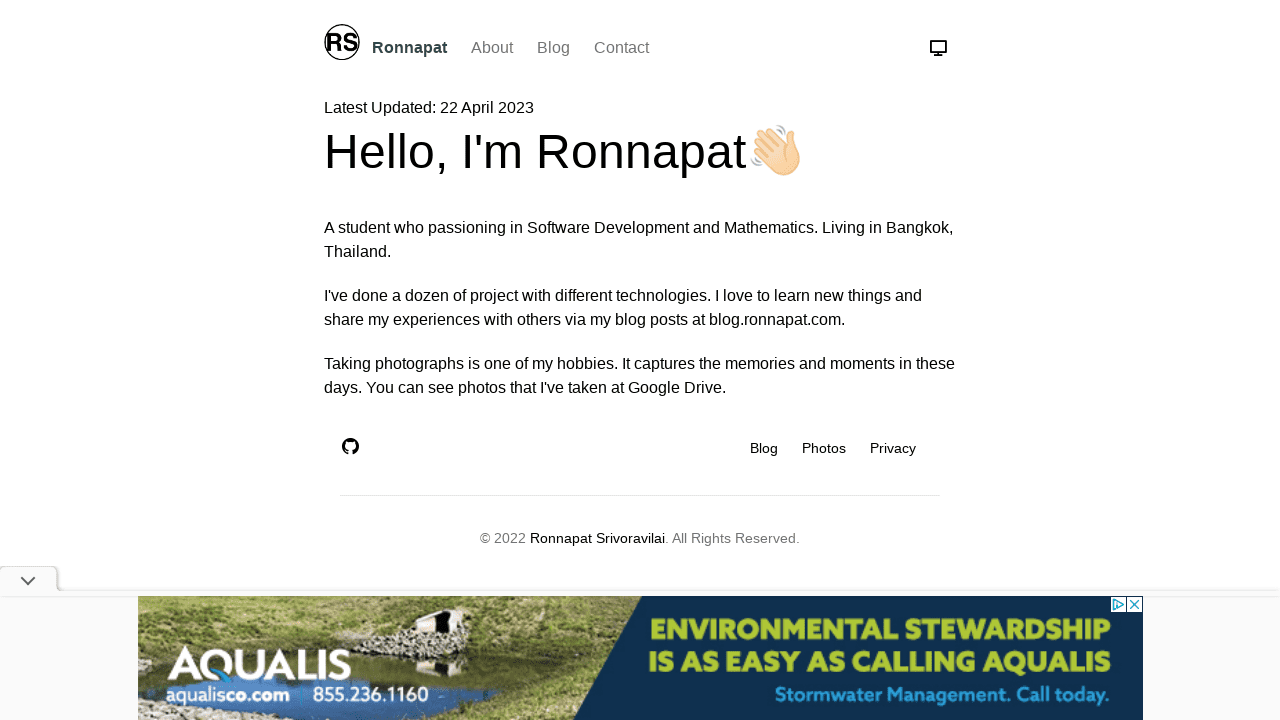 RS Ronnapat About Blog Contact
Latest Updated: 22 April 2023
Hello, I'm Ronnapat👋🏼
A student who passioning in Software Development and Mathematics. Living in Bangkok,
Thailand.
I've done a dozen of project with different technologies. I love to learn new things and
share my experiences with others via my blog posts at blog.ronnapat.com.
Taking photographs is one of my hobbies. It captures the memories and moments in these
days. You can see photos that I've taken at Google Drive.
Blog Photos Privacy
© 2022 Ronnapat Srivoravilai. All Rights Reserved.
AQUALIS
aqualisco.com 855.236.1160
ENVIRONMENTAL STEWARDSHIP
IS AS EASY AS CALLING AQUALIS
Stormwater Management. Call today.